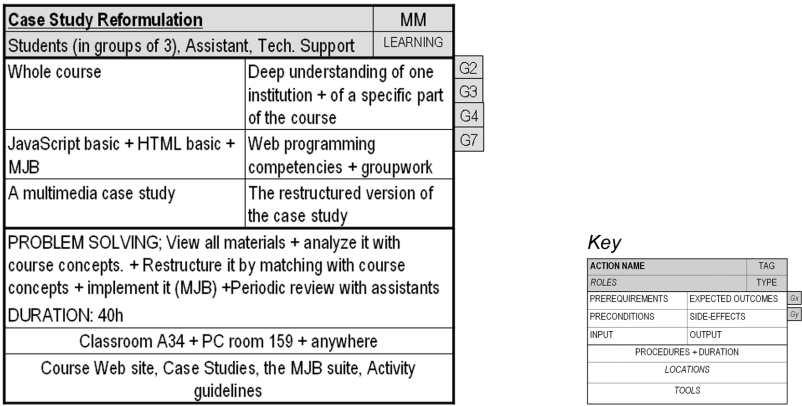 Case Study Reformulation MM
Students (in groups of 3), Assistant, Tech. Support LEARNING
Whole course
Deep understanding of one
institution + of a specific part
of the course
G2
G3
G4
G7
JavaScript basic + HTML basic +
MJB
Web programming
competencies + groupwork
A multimedia case study
The restructured version of
the case study
PROBLEM SOLVING; View all materials + analyze it with
course concepts. + Restructure it by matching with course
concepts + implement it (MJB) +Periodic review with assistants
DURATION: 40h
Classroom A34 + PC room 159 + anywhere
Course Web site, Case Studies, the MJB suite, Activity
guidelines
Key
ACTION NAME TAG
ROLES TYPE
PREREQUIREMENTS EXPECTED OUTCOMES Gx
PRECONDITIONS SIDE-EFFECTS Gy
INPUT OUTPUT
PROCEDURES + DURATION
LOCATIONS
TOOLS